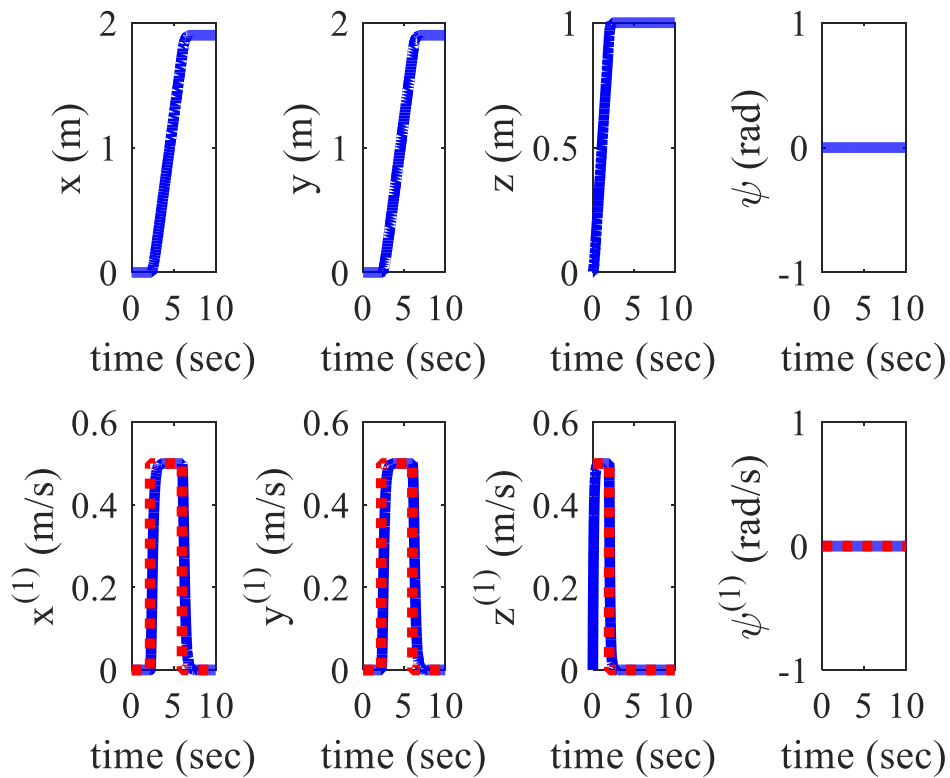 x (m)
2
1
0
0 5 10
time (sec)
y (m)
2
1
0
0 5 10
time (sec)
z (m)
1
0.5
0
0 5 10
time (sec)
ψ (rad)
1
0
-1
0 5 10
time (sec)
x(1) (m/s)
0.6
0.4
0.2
0
0 5 10
time (sec)
y(1) (m/s)
0.6
0.4
0.2
0
0 5 10
time (sec)
z(1) (m/s)
0.6
0.4
0.2
0
0 5 10
time (sec)
ψ(1) (rad/s)
1
0
-1
0 5 10
time (sec)